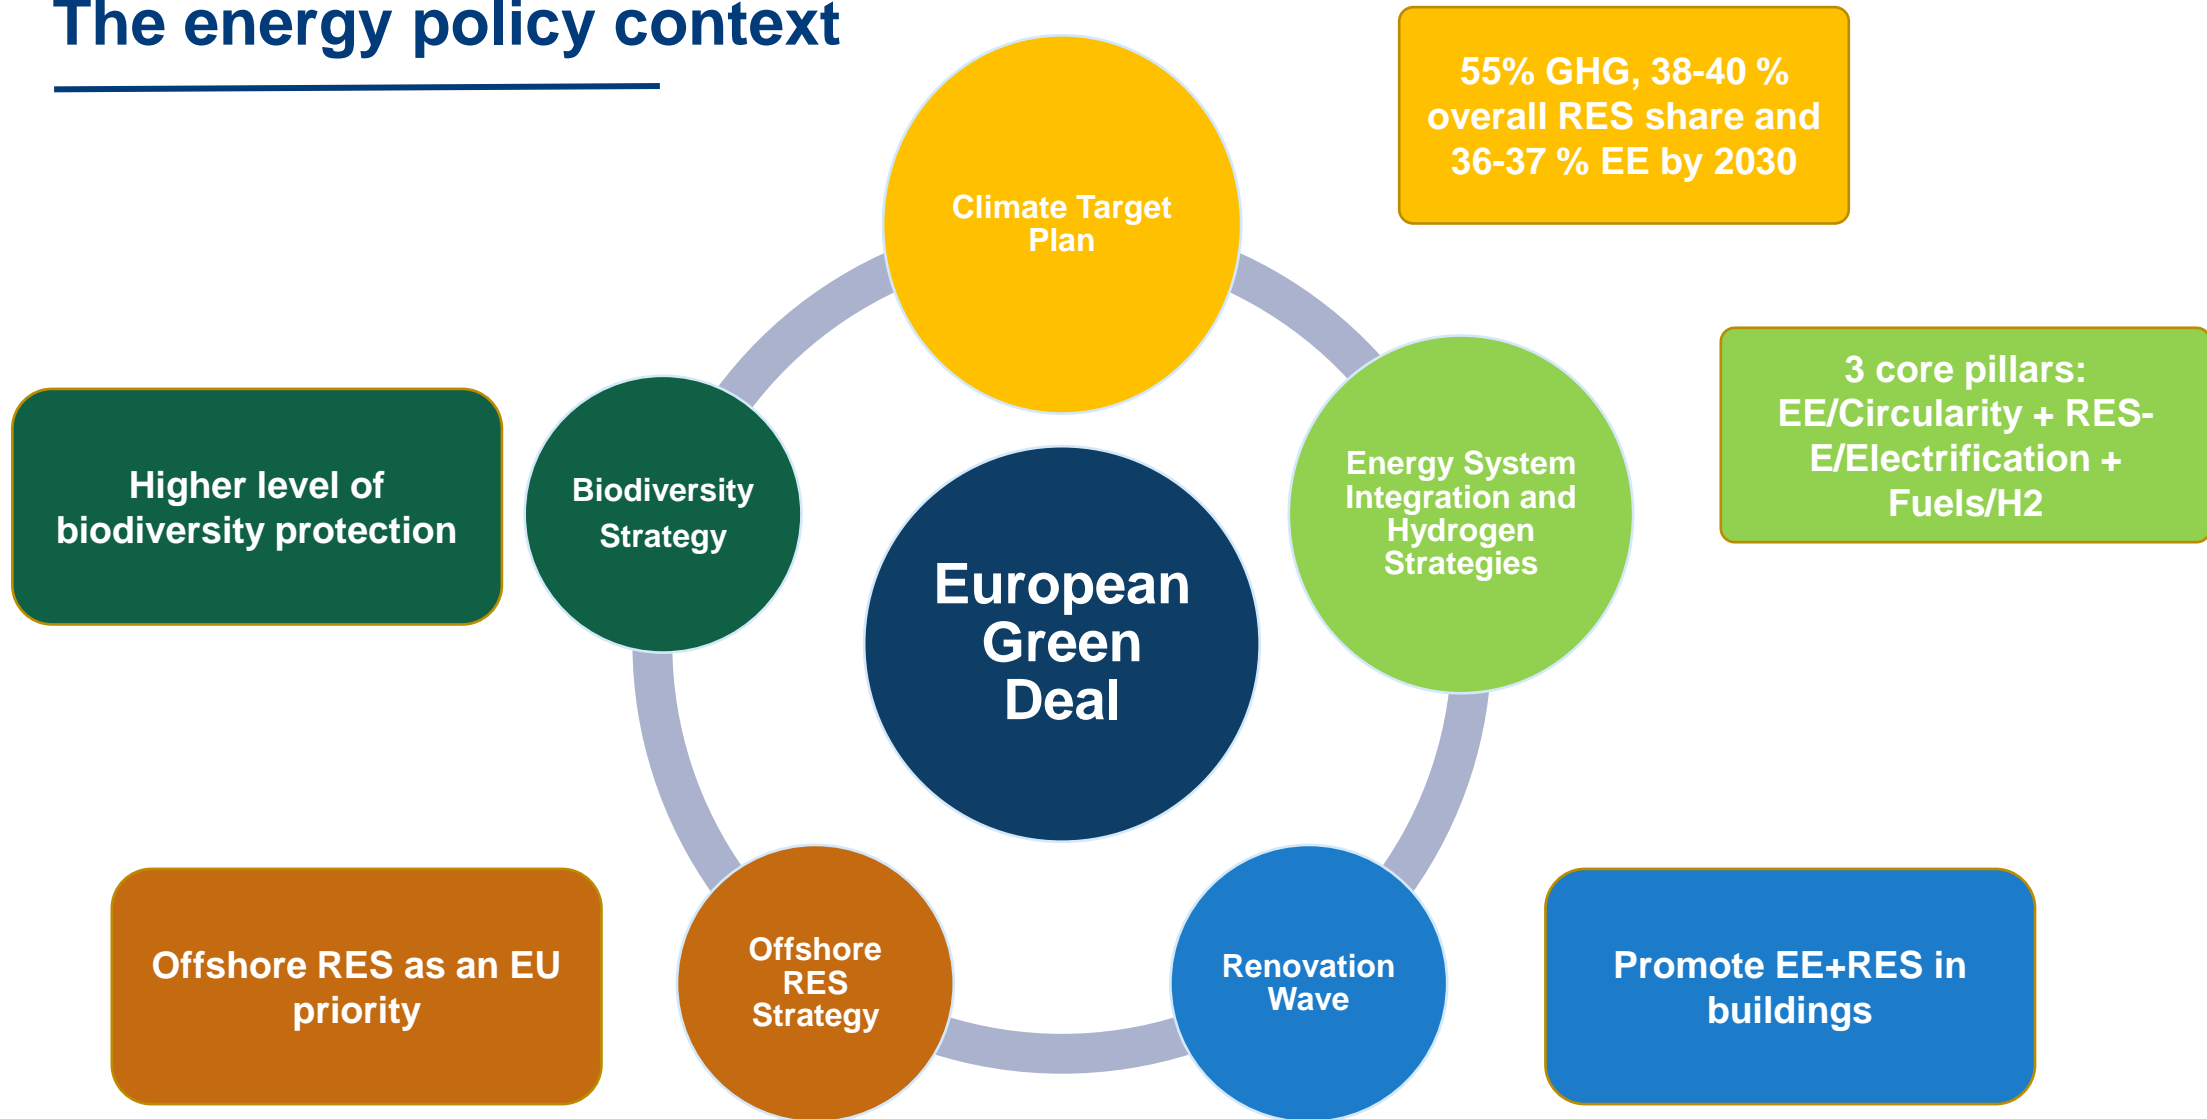 The energy policy context
55% GHG, 38-40 %
overall RES share and
36-37 % EE by 2030
Climate Target
Plan
3 core pillars:
EE/Circularity + RES-
E/Electrification +
Fuels/H2
Energy System
Integration and
Hydrogen
Strategies
Higher level of
biodiversity protection
Biodiversity
Strategy
European
Green
Deal
Offshore RES as an EU
priority
Offshore
RES
Strategy
Renovation
Wave
Promote EE+RES in
buildings